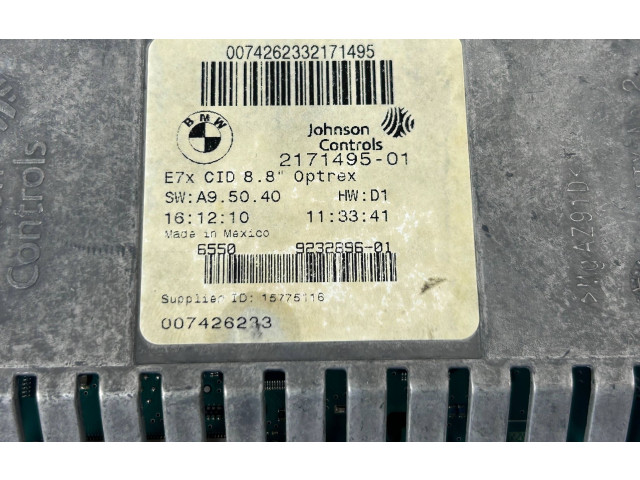 0074262332171495
BMW
Johnson
Controls
2171495-01
E7x CID 8.8" Optrex
SW:A9.50.40 HW:D1
16:12:10 11:33:41
Made in Mexico
6550 9232896-01
Supplier ID: 15775116
007426233
Controls
>MgAZ91D<